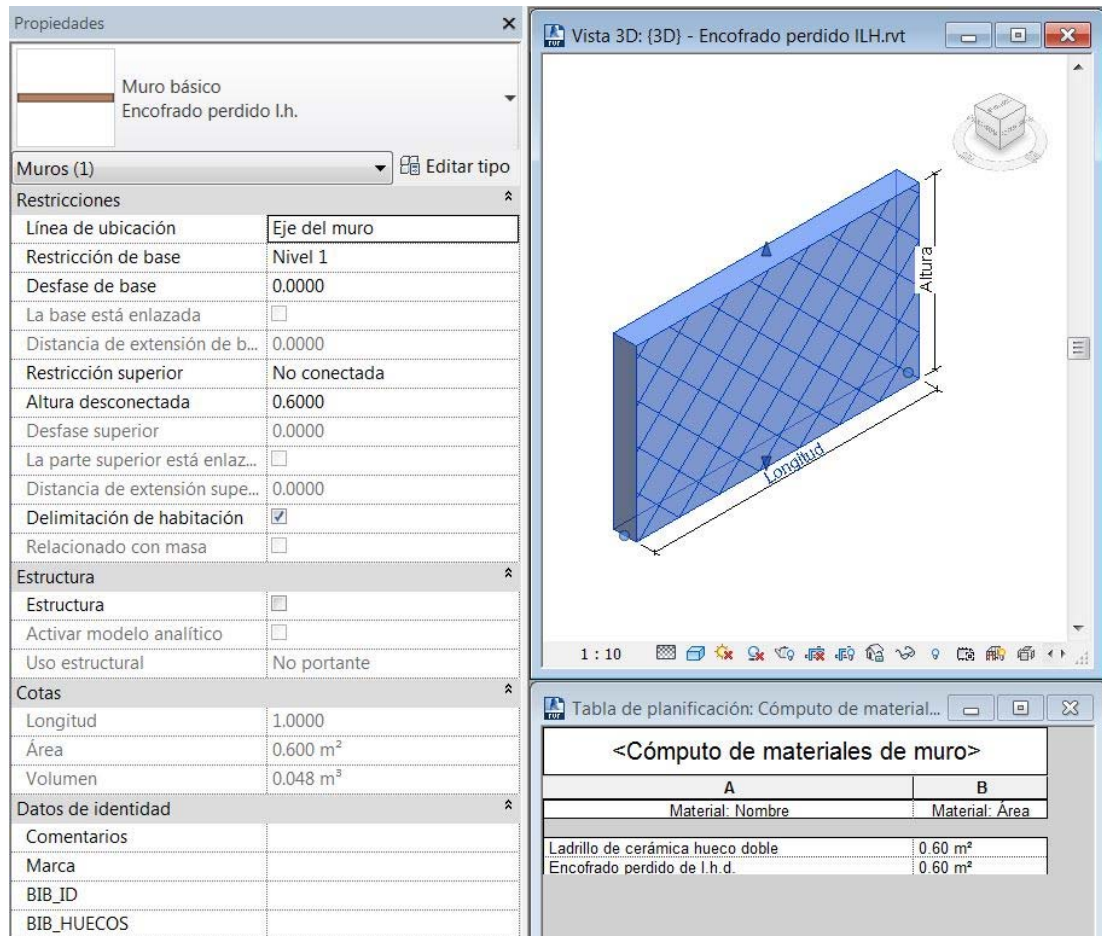 Propiedades
Muro básico
Encofrado perdido l.h.
Muros (1)
Editar tipo
Restricciones
Línea de ubicación Eje del muro
Restricción de base Nivel 1
Desfase de base 0.0000
La base está enlazada
Distancia de extensión de b... 0.0000
Restricción superior No conectada
Altura desconectada 0.6000
Desfase superior 0.0000
La parte superior está enlaz...
Distancia de extensión supe... 0.0000
Delimitación de habitación
Relacionado con masa
Estructura
Estructura
Activar modelo analítico
Uso estructural No portante
Cotas
Longitud 1.0000
Área 0.600 m²
Volumen 0.048 m³
Datos de identidad
Comentarios
Marca
BIB_ID
BIB_HUECOS
Vista 3D: {3D} - Encofrado perdido ILH.rvt
Altura
Longitud
1 : 10
Tabla de planificación: Cómputo de material...
<Cómputo de materiales de muro>
A B
Material: Nombre Material: Área
Ladrillo de cerámica hueco doble 0.60 m²
Encofrado perdido de l.h.d. 0.60 m²